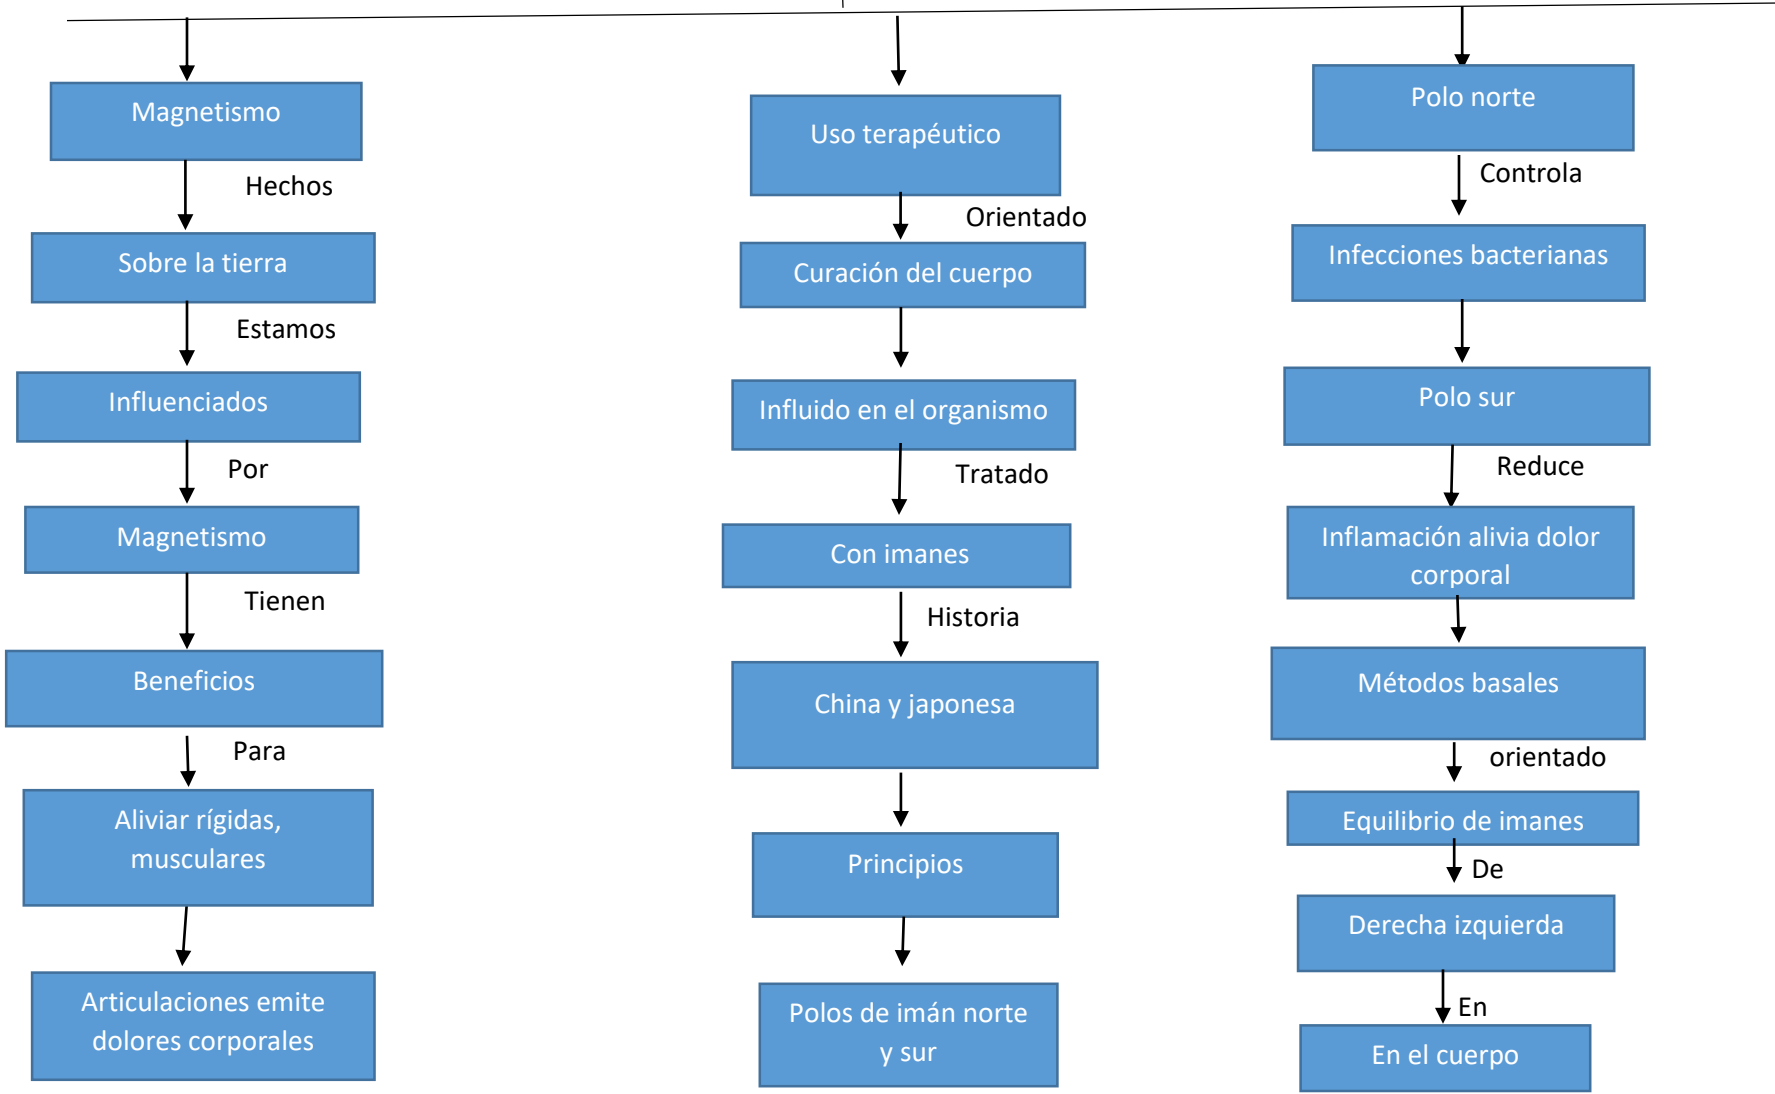 Magnetismo
Hechos
Sobre la tierra
Estamos
Influenciados
Por
Magnetismo
Tienen
Beneficios
Para
Aliviar rígidas,
musculares
Articulaciones emite
dolores corporales
Uso terapéutico
Orientado
Curación del cuerpo
Influido en el organismo
Tratado
Con imanes
Historia
China y japonesa
Principios
Polos de imán norte
y sur
Polo norte
Controla
Infecciones bacterianas
Polo sur
Reduce
Inflamación alivia dolor
corporal
Métodos basales
orientado
Equilibrio de imanes
De
Derecha izquierda
En
En el cuerpo